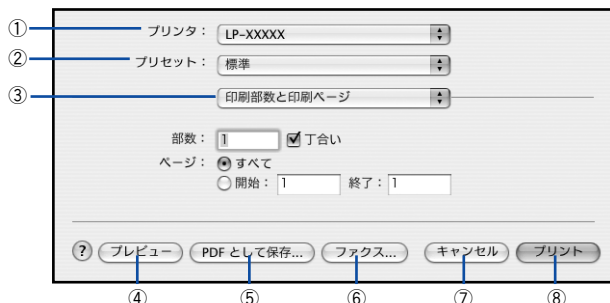 ① プリンタ： LP-XXXXX
② プリセット： 標準
③ 印刷部数と印刷ページ
部数： 1 丁合い
ページ： すべて
開始： 1 終了： 1
? プレビュー PDF として保存... ファクス... キャンセル プリント
④ ⑤ ⑥ ⑦ ⑧